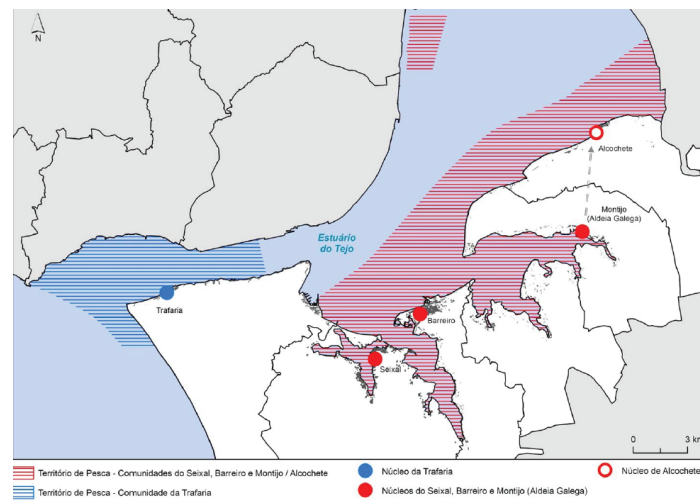 N
Alcochete
Montijo
(Aldeia Galega)
Estuário
do Tejo
Trafaria
Barreiro
Seixal
0 3 km
Território de Pesca - Comunidades do Seixal, Barreiro e Montijo / Alcochete
Núcleo da Trafaria
Núcleo de Alcochete
Território de Pesca - Comunidade da Trafaria
Núcleos do Seixal, Barreiro e Montijo (Aldeia Galega)